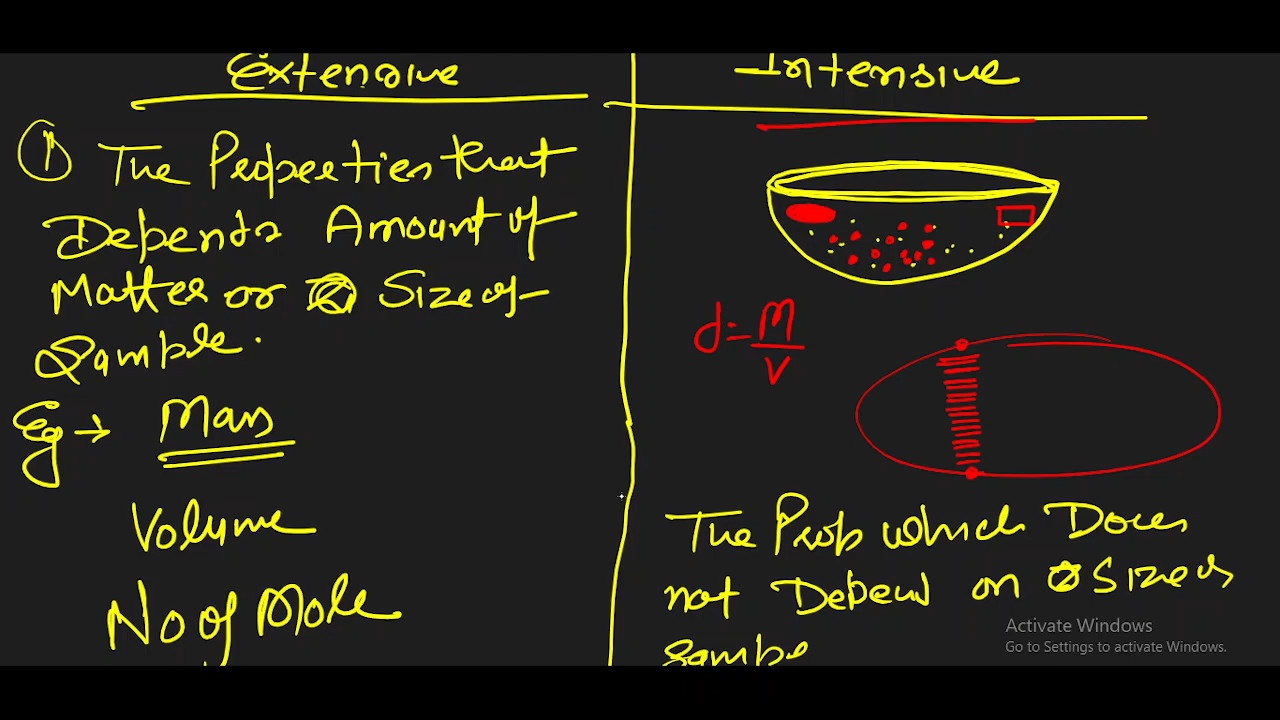 Extensive
① The Properties that
Depends Amount of
Matter or Size of
Sample.
Eg → Mass
Volume
No of Mole
Intensive
d = M
V
The Prop which Does
not Depend on Size of
sample
Activate Windows
Go to Settings to activate Windows.